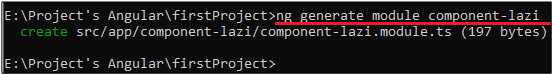 E:\Project's Angular\firstProject>ng generate module component-lazi
create src/app/component-lazi/component-lazi.module.ts (197 bytes)
E:\Project's Angular\firstProject>